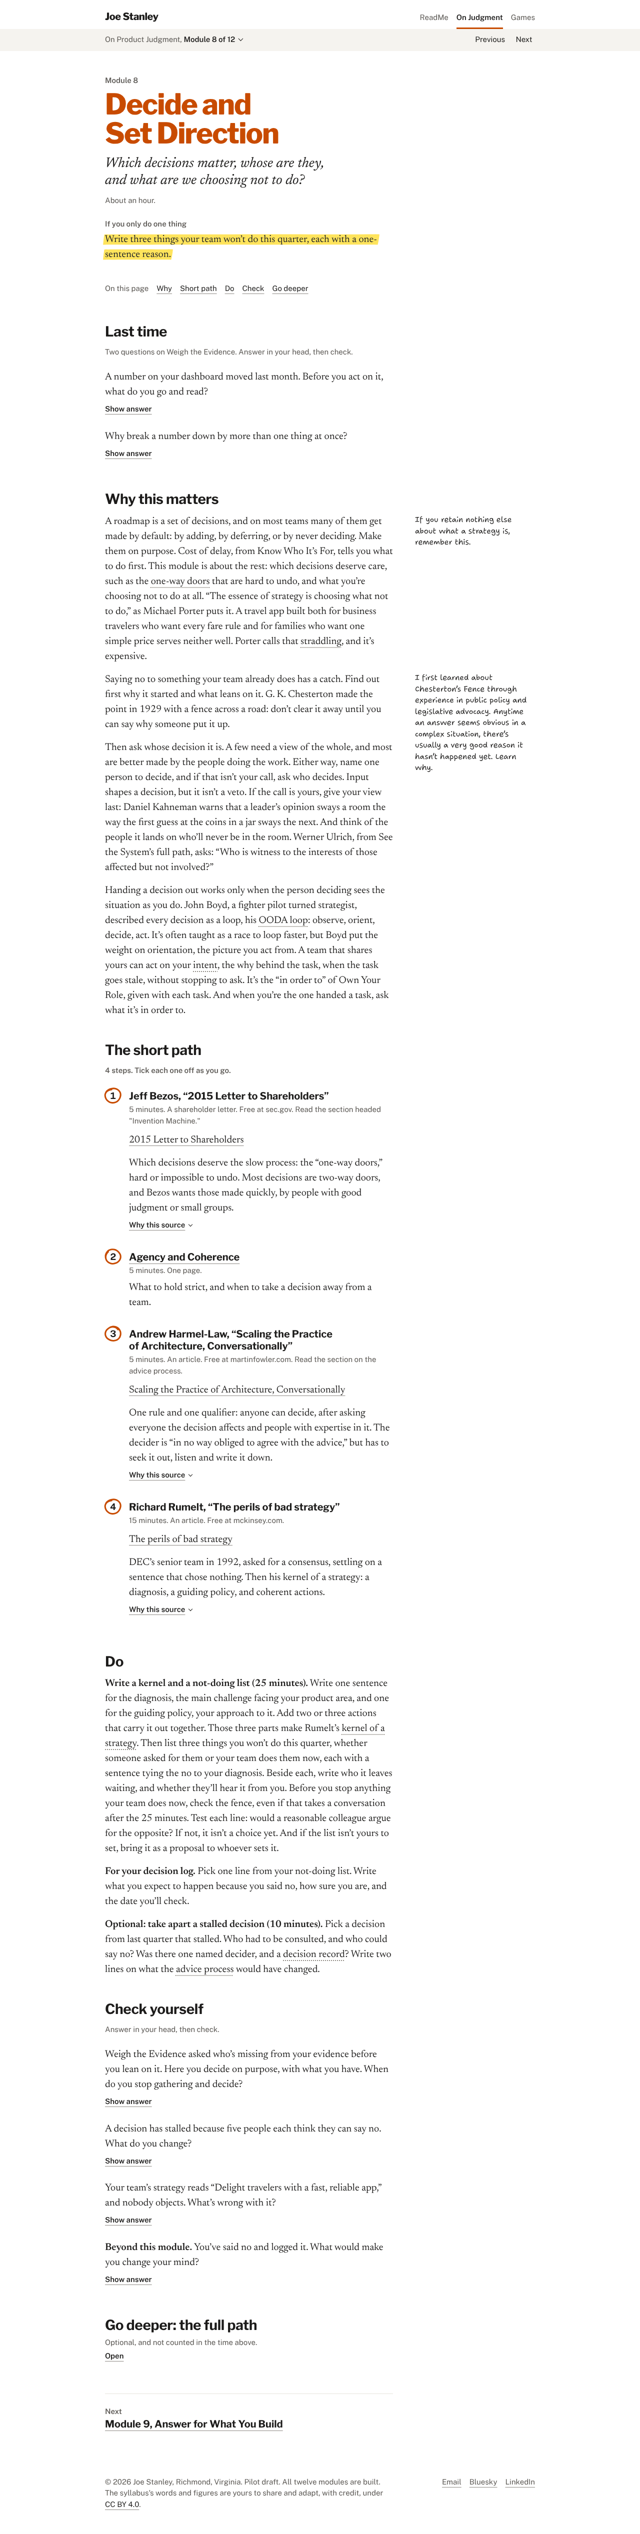 Joe Stanley
ReadMe On Judgment Games
On Product Judgment, Module 8 of 12
Previous Next
Module 8
Decide and
Set Direction
Which decisions matter, whose are they,
and what are we choosing not to do?
About an hour.
If you only do one thing
Write three things your team won't do this quarter, each with a one-
sentence reason.
On this page Why Short path Do Check Go deeper
Last time
Two questions on Weigh the Evidence. Answer in your head, then check.
A number on your dashboard moved last month. Before you act on it,
what do you go and read?
Show answer
Why break a number down by more than one thing at once?
Show answer
Why this matters
A roadmap is a set of decisions, and on most teams many of them get
made by default: by adding, by deferring, or by never deciding. Make
them on purpose. Cost of delay, from Know Who It's For, tells you what
to do first. This module is about the rest: which decisions deserve care,
such as the one-way doors that are hard to undo, and what you're
choosing not to do at all. “The essence of strategy is choosing what not
to do,” as Michael Porter puts it. A travel app built both for business
travelers who want every fare rule and for families who want one
simple price serves neither well. Porter calls that straddling, and it's
expensive.
If you retain nothing else
about what a strategy is,
remember this.
Saying no to something your team already does has a catch. Find out
first why it started and what leans on it. G. K. Chesterton made the
point in 1929 with a fence across a road: don't clear it away until you
can say why someone put it up.
I first learned about
Chesterton's Fence through
experience in public policy and
legislative advocacy. Anytime
an answer seems obvious in a
complex situation, there's
usually a very good reason it
hasn't happened yet. Learn
why.
Then ask whose decision it is. A few need a view of the whole, and most
are better made by the people doing the work. Either way, name one
person to decide, and if that isn't your call, ask who decides. Input
shapes a decision, but it isn't a veto. If the call is yours, give your view
last: Daniel Kahneman warns that a leader's opinion sways a room the
way the first guess at the coins in a jar sways the next. And think of the
people it lands on who'll never be in the room. Werner Ulrich, from See
the System's full path, asks: “Who is witness to the interests of those
affected but not involved?”
Handing a decision out works only when the person deciding sees the
situation as you do. John Boyd, a fighter pilot turned strategist,
described every decision as a loop, his OODA loop: observe, orient,
decide, act. It's often taught as a race to loop faster, but Boyd put the
weight on orientation, the picture you act from. A team that shares
yours can act on your intent, the why behind the task, when the task
goes stale, without stopping to ask. It's the “in order to” of Own Your
Role, given with each task. And when you're the one handed a task, ask
what it's in order to.
The short path
4 steps. Tick each one off as you go.
1 Jeff Bezos, “2015 Letter to Shareholders”
5 minutes. A shareholder letter. Free at sec.gov. Read the section headed
"Invention Machine."
2015 Letter to Shareholders
Which decisions deserve the slow process: the “one-way doors,”
hard or impossible to undo. Most decisions are two-way doors,
and Bezos wants those made quickly, by people with good
judgment or small groups.
Why this source
2 Agency and Coherence
5 minutes. One page.
What to hold strict, and when to take a decision away from a
team.
3 Andrew Harmel-Law, “Scaling the Practice
of Architecture, Conversationally”
5 minutes. An article. Free at martinfowler.com. Read the section on the
advice process.
Scaling the Practice of Architecture, Conversationally
One rule and one qualifier: anyone can decide, after asking
everyone the decision affects and people with expertise in it. The
decider is “in no way obliged to agree with the advice,” but has to
seek it out, listen and write it down.
Why this source
4 Richard Rumelt, “The perils of bad strategy”
15 minutes. An article. Free at mckinsey.com.
The perils of bad strategy
DEC's senior team in 1992, asked for a consensus, settling on a
sentence that chose nothing. Then his kernel of a strategy: a
diagnosis, a guiding policy, and coherent actions.
Why this source
Do
Write a kernel and a not-doing list (25 minutes). Write one sentence
for the diagnosis, the main challenge facing your product area, and one
for the guiding policy, your approach to it. Add two or three actions
that carry it out together. Those three parts make Rumelt's kernel of a
strategy. Then list three things you won't do this quarter, whether
someone asked for them or your team does them now, each with a
sentence tying the no to your diagnosis. Beside each, write who it leaves
waiting, and whether they'll hear it from you. Before you stop anything
your team does now, check the fence, even if that takes a conversation
after the 25 minutes. Test each line: would a reasonable colleague argue
for the opposite? If not, it isn't a choice yet. And if the list isn't yours to
set, bring it as a proposal to whoever sets it.
For your decision log. Pick one line from your not-doing list. Write
what you expect to happen because you said no, how sure you are, and
the date you'll check.
Optional: take apart a stalled decision (10 minutes). Pick a decision
from last quarter that stalled. Who had to be consulted, and who could
say no? Was there one named decider, and a decision record? Write two
lines on what the advice process would have changed.
Check yourself
Answer in your head, then check.
Weigh the Evidence asked who's missing from your evidence before
you lean on it. Here you decide on purpose, with what you have. When
do you stop gathering and decide?
Show answer
A decision has stalled because five people each think they can say no.
What do you change?
Show answer
Your team's strategy reads “Delight travelers with a fast, reliable app,”
and nobody objects. What's wrong with it?
Show answer
Beyond this module. You've said no and logged it. What would make
you change your mind?
Show answer
Go deeper: the full path
Optional, and not counted in the time above.
Open
Next
Module 9, Answer for What You Build
© 2026 Joe Stanley, Richmond, Virginia. Pilot draft. All twelve modules are built.
The syllabus's words and figures are yours to share and adapt, with credit, under
CC BY 4.0.
Email Bluesky LinkedIn